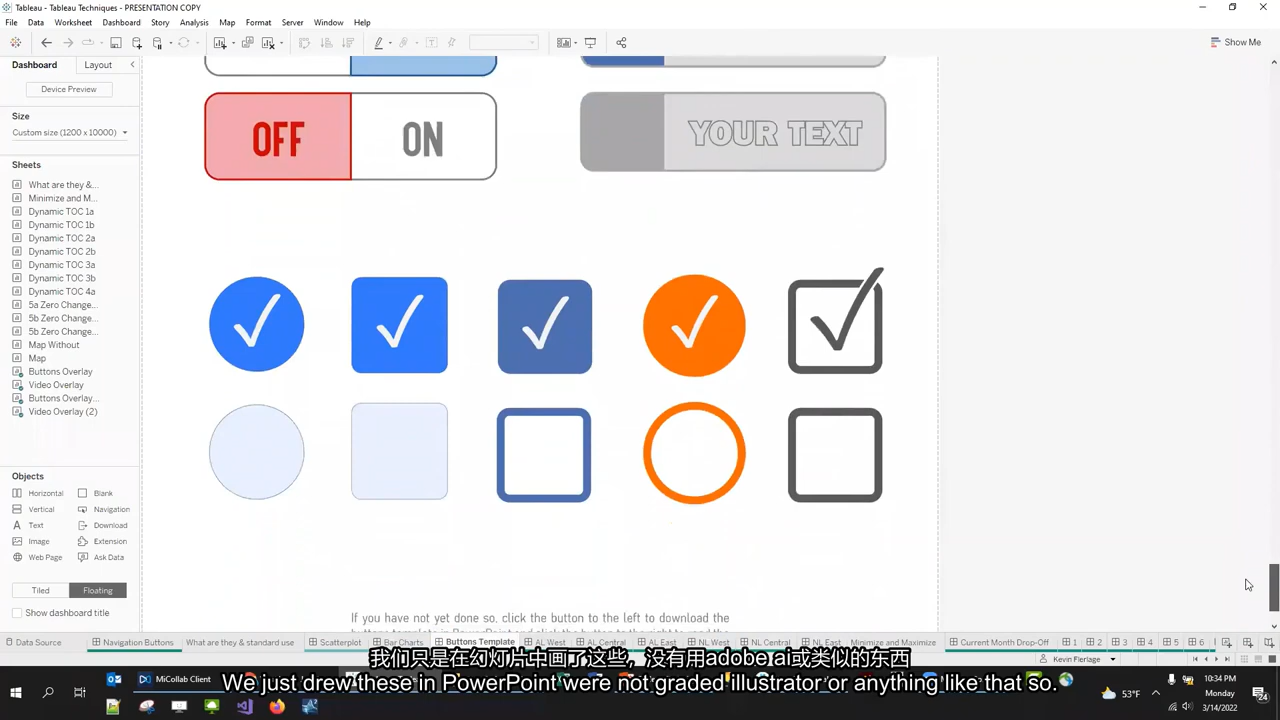 Tableau - Tableau Techniques - PRESENTATION COPY
File Data Worksheet Dashboard Story Analysis Map Format Server Window Help
Show Me
Dashboard Layout
Device Preview
Size
Custom size (1200 x 10000)
Sheets
What are they &...
Minimize and M...
Dynamic TOC 1a
Dynamic TOC 1b
Dynamic TOC 2a
Dynamic TOC 2b
Dynamic TOC 3a
Dynamic TOC 3b
Dynamic TOC 4a
5a Zero Change...
5b Zero Change...
5b Zero Change...
Map Without
Map
Buttons Overlay
Video Overlay
Buttons Overlay...
Video Overlay (2)
Objects
Horizontal Blank
Vertical Navigation
Text Download
Image Extension
Web Page Ask Data
Tiled Floating
Show dashboard title
OFF ON
YOUR TEXT
If you have not yet done so, click the button to the left to download the
Data Source Navigation Buttons What are they & standard use Scatterplot Bar Charts Buttons Template AL West AL Central AL East NL West NL Central NL East Minimize and Maximize Current Month Drop-Off 1 2 3 4 5 6
Kevin Flerlage
我们只是在幻灯片中画了这些，没有用adobe ai或类似的东西
We just drew these in PowerPoint were not graded illustrator or anything like that so.
MiCollab Client
53°F
10:34 PM
Monday
3/14/2022
24